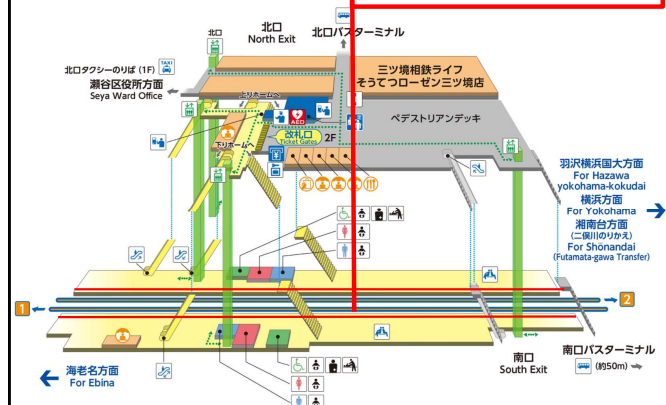 北口
North Exit
北口バスターミナル
北口
北口タクシーのりば (1F)
TAXI
瀬谷区役所方面
Seya Ward Office
三ツ境相鉄ライフ
そうてつローゼン三ツ境店
上りホームへ
AED
ペデストリアンデッキ
改札口
Ticket Gates
2F
下りホームへ
羽沢横浜国大方面
For Hazawa
yokohama-kokudai
横浜方面
For Yokohama
湘南台方面
(二俣川のりかえ)
For Shōnandai
(Futamata-gawa Transfer)
1
2
海老名方面
For Ebina
南口
South Exit
南口バスターミナル
(約50m)